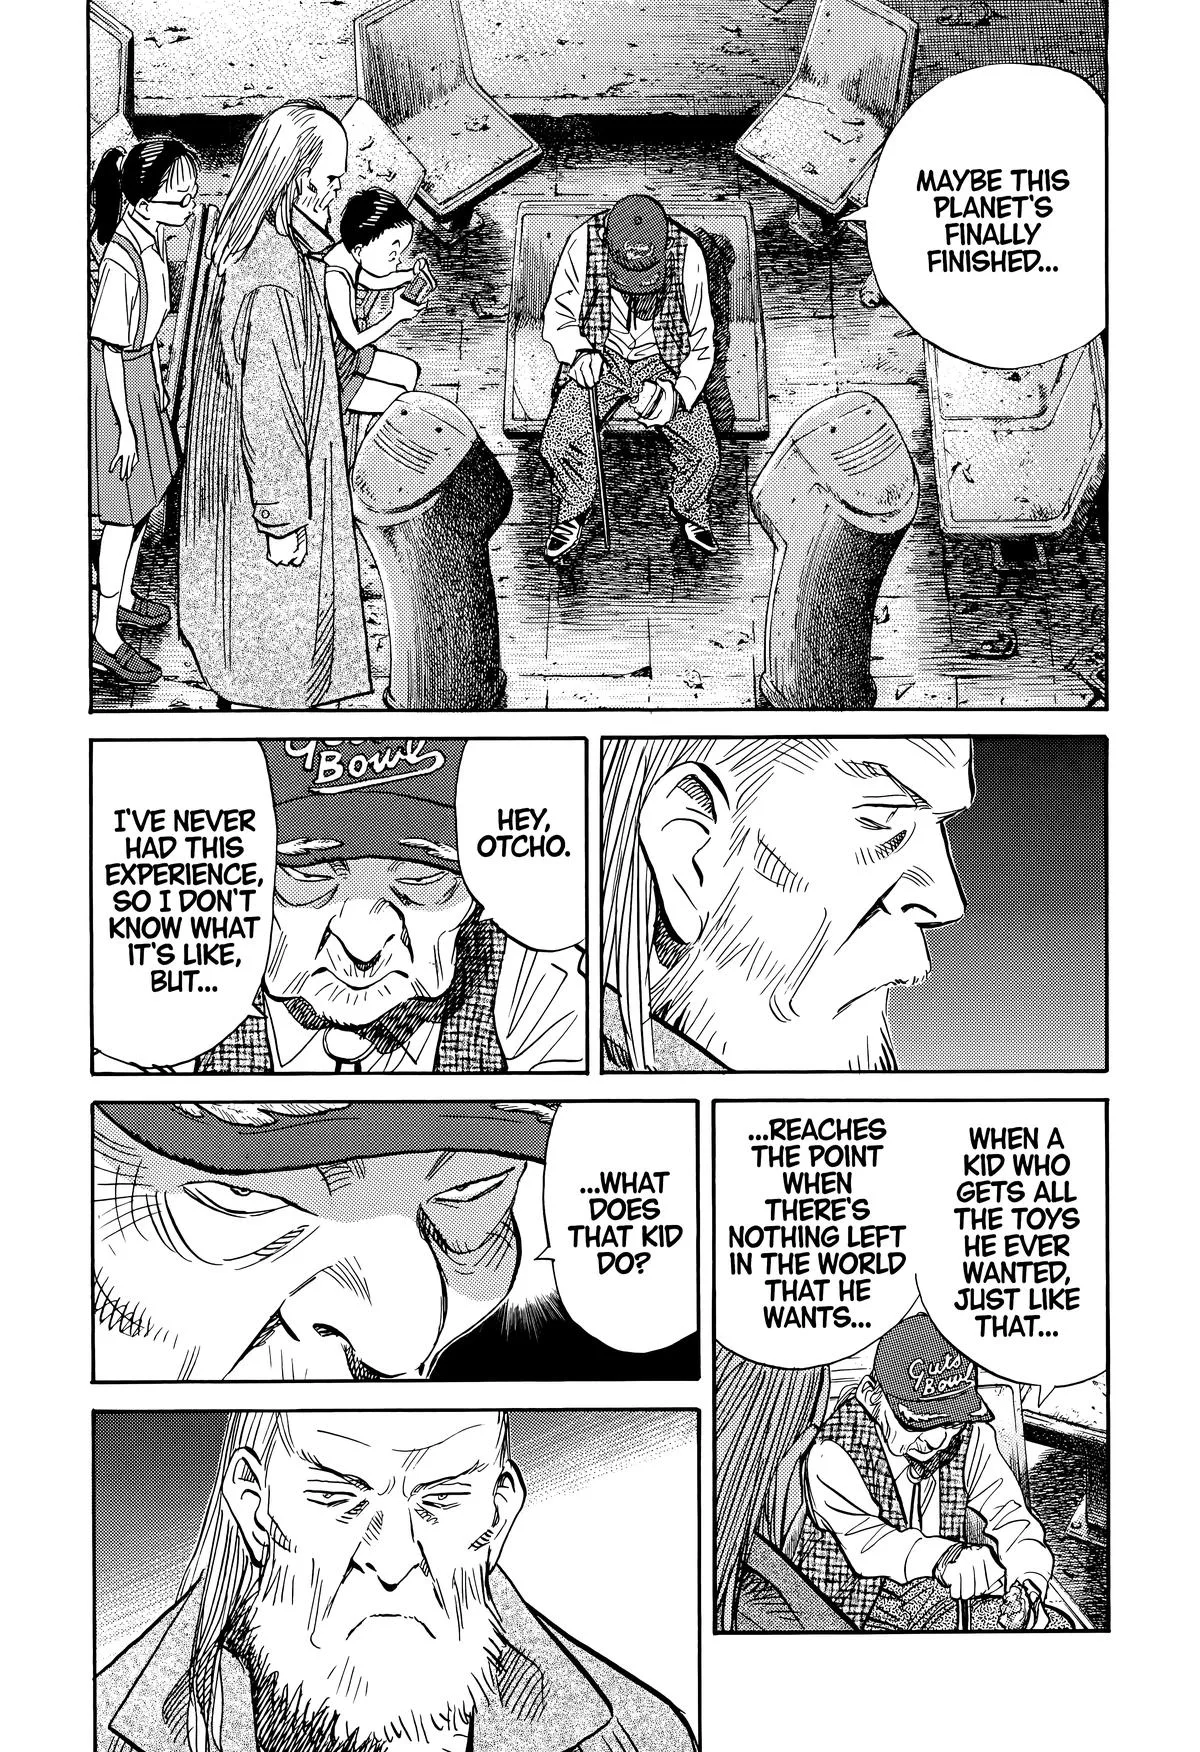 MAYBE THIS
PLANET'S
FINALLY
FINISHED...
HEY,
OTCHO.
Bowl
I'VE NEVER
HAD THIS
EXPERIENCE,
SO I DON'T
KNOW WHAT
IT'S LIKE,
BUT...
WHEN A
KID WHO
GETS ALL
THE TOYS
HE EVER
WANTED,
JUST LIKE
THAT...
...REACHES
THE POINT
WHEN
THERE'S
NOTHING LEFT
IN THE WORLD
THAT HE
WANTS...
Guts
Bowl
...WHAT
DOES
THAT KID
DO?